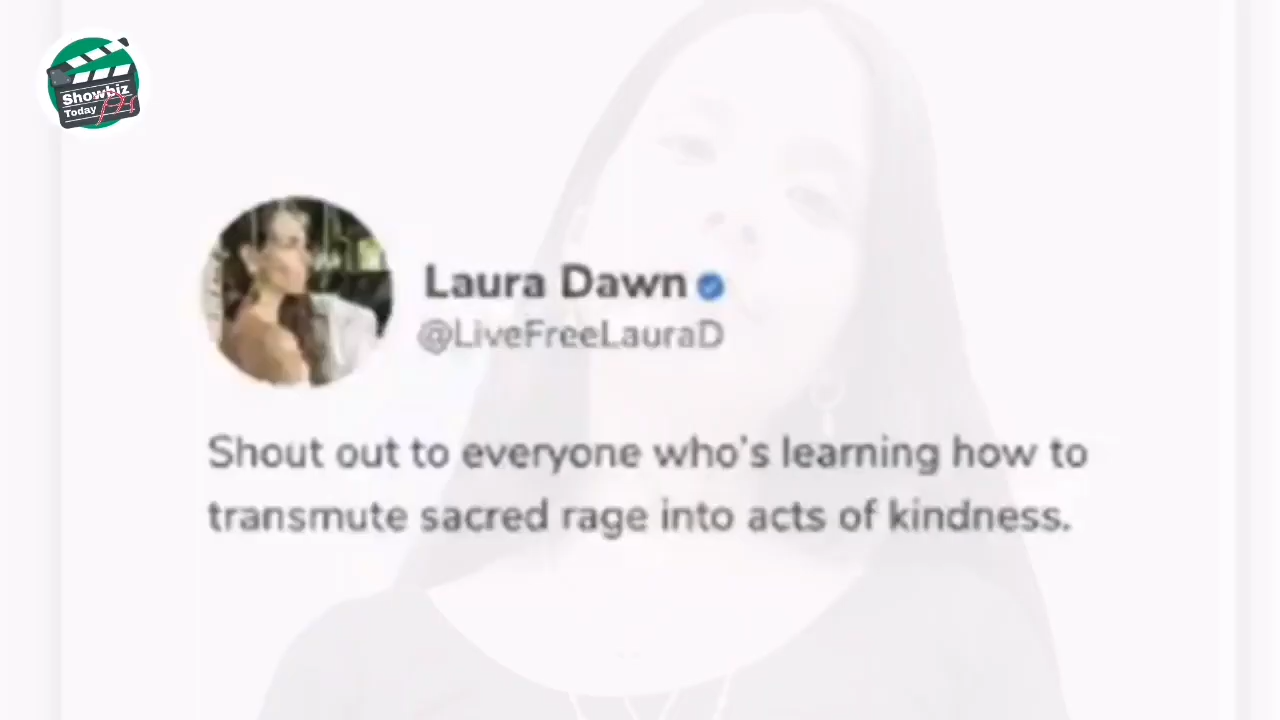 Showbiz
Today PH
Laura Dawn
@LiveFreeLauraD
Shout out to everyone who's learning how to
transmute sacred rage into acts of kindness.